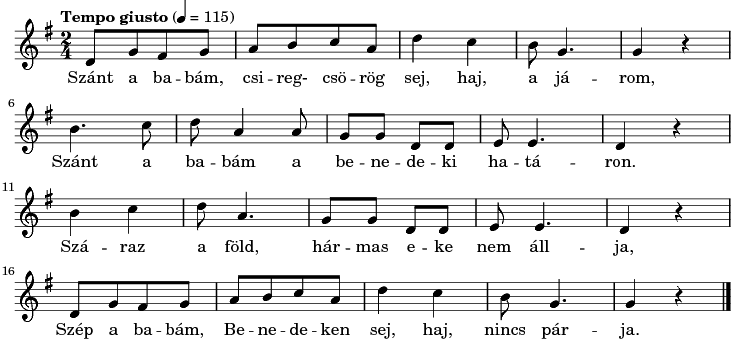 Tempo giusto (♩ = 115)
2/4
Szánt a ba – bám, csi – reg- csö – rög sej, haj, a já – rom,
6
Szánt a ba – bám a be – ne – de – ki ha – tá – ron.
11
Szá – raz a föld, hár – mas e – ke nem áll – ja,
16
Szép a ba – bám, Be – ne – de – ken sej, haj, nincs pár – ja.